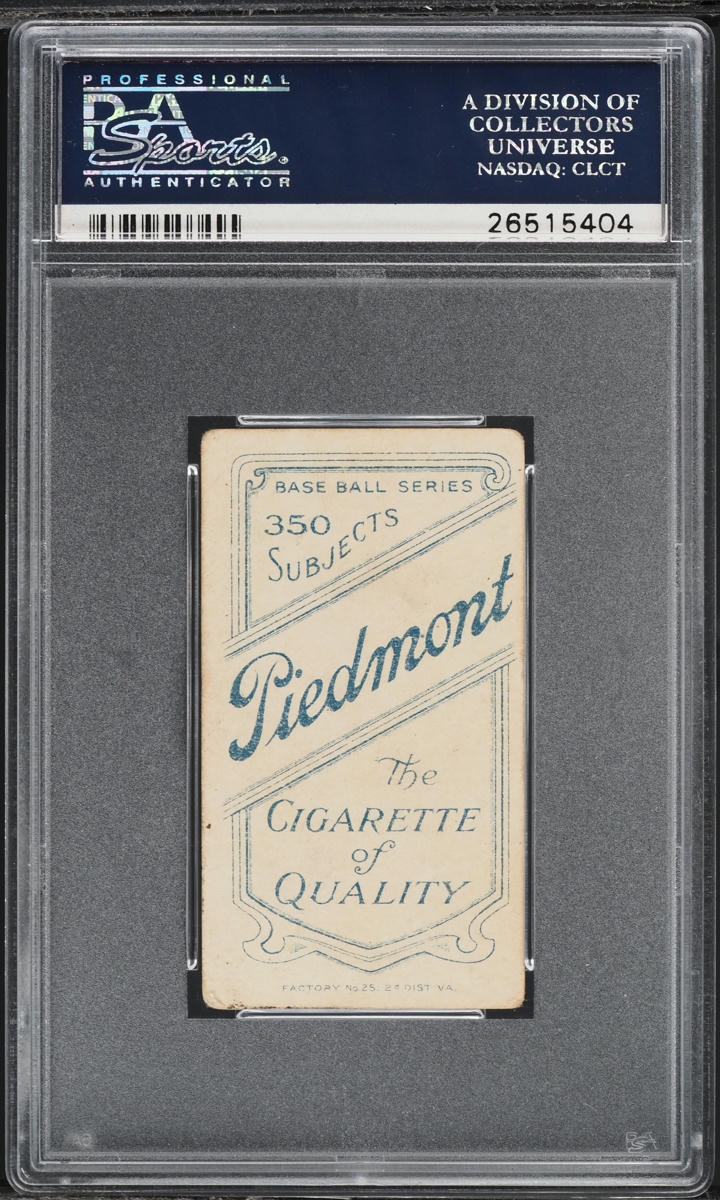 PROFESSIONAL
PSA
Sports
AUTHENTICATOR
A DIVISION OF
COLLECTORS
UNIVERSE
NASDAQ: CLCT
26515404
BASE BALL SERIES
350
SUBJECTS
Piedmont
The
CIGARETTE
of
QUALITY
FACTORY No 25. 2d DIST. VA.
PSA